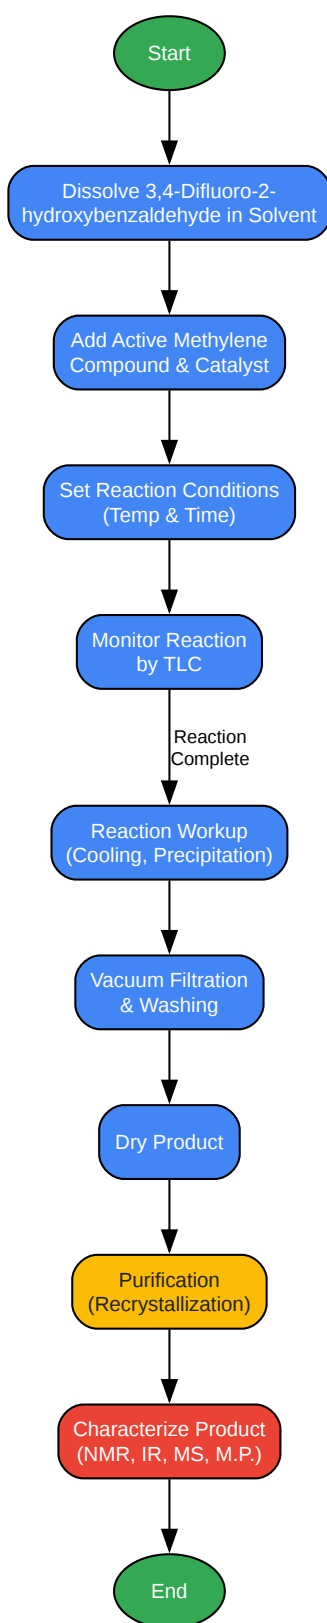 Start
Dissolve 3,4-Difluoro-2-
hydroxybenzaldehyde in Solvent
Add Active Methylene
Compound & Catalyst
Set Reaction Conditions
(Temp & Time)
Monitor Reaction
by TLC
Reaction
Complete
Reaction Workup
(Cooling, Precipitation)
Vacuum Filtration
& Washing
Dry Product
Purification
(Recrystallization)
Characterize Product
(NMR, IR, MS, M.P.)
End